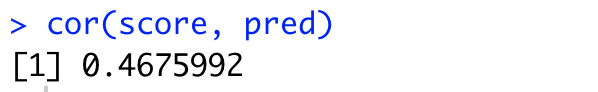 > cor(score, pred)
[1] 0.4675992